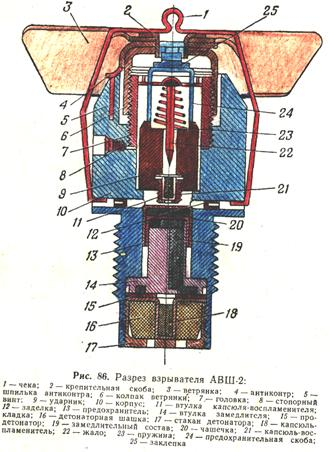 1
2
25
3
4
5
6
7
8
9
10
11
12
13
14
15
16
17
24
23
22
21
20
19
18
Рис. 86. Разрез взрывателя АВШ-2:
1 — чека; 2 — крепительная скоба; 3 — ветрянка; 4 — антиконтр; 5 —
шпилька антиконтра; 6 — колпак ветрянки; 7 — головка; 8 — стопорный
винт; 9 — ударник; 10 — корпус; 11 — втулка капсюля-воспламенителя;
12 — заделка; 13 — предохранитель; 14 — втулка замедлителя; 15 — про-
кладка; 16 — детонаторная шашка; 17 — стакан детонатора; 18 — капсюль-
детонатор; 19 — замедлительный состав; 20 — чашечка; 21 — капсюль-вос-
пламенитель; 22 — жало; 23 — пружина; 24 — предохранительная скоба;
25 — заклепка